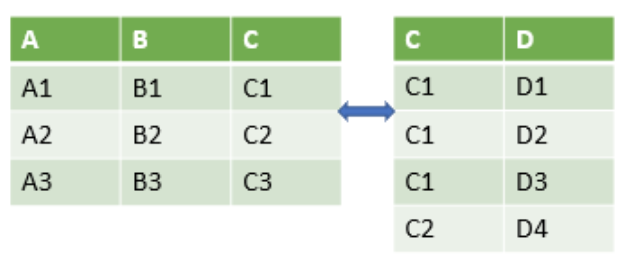 A B C
A1 B1 C1
A2 B2 C2
A3 B3 C3
C D
C1 D1
C1 D2
C1 D3
C2 D4